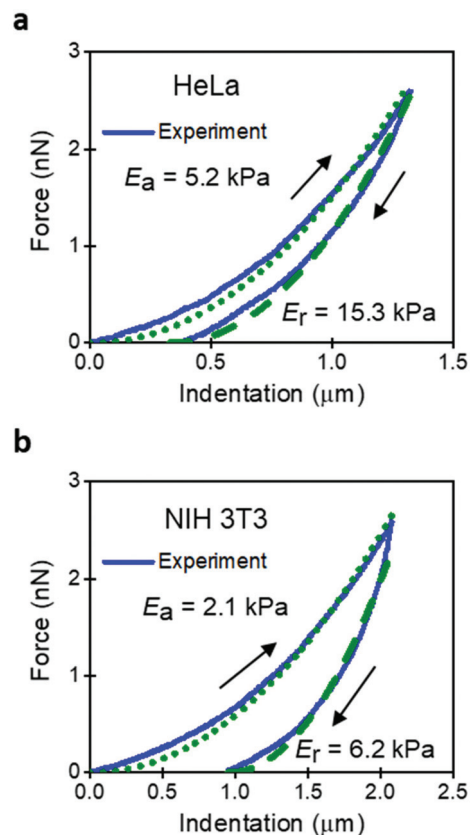 a
3
HeLa
Experiment
2
Eₐ = 5.2 kPa
Force (nN)
1
Eᵣ = 15.3 kPa
0
0.0 0.5 1.0 1.5
Indentation (μm)
b
3
NIH 3T3
Experiment
2
Eₐ = 2.1 kPa
Force (nN)
1
Eᵣ = 6.2 kPa
0
0.0 0.5 1.0 1.5 2.0 2.5
Indentation (μm)